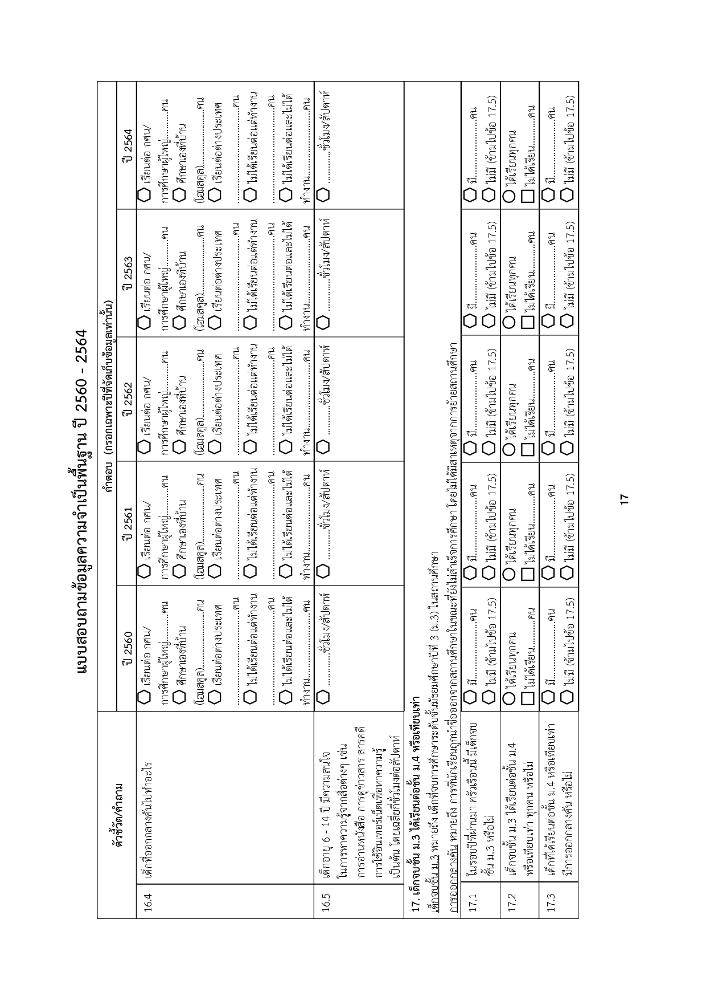 แบบสอบถามข้อมูลความจำเป็นพื้นฐาน ปี 2560 - 2564
ตัวชี้วัด/คำถาม
คำตอบ (กรอกเฉพาะปีที่จัดเก็บข้อมูลเท่านั้น)
ปี 2560 ปี 2561 ปี 2562 ปี 2563 ปี 2564
16.4 เด็กที่ออกกลางคันไปทำอะไร
เรียนต่อ กศน/ เรียนต่อ กศน/ เรียนต่อ กศน/ เรียนต่อ กศน/ เรียนต่อ กศน/
การศึกษาผู้ใหญ่..........คน การศึกษาผู้ใหญ่..........คน การศึกษาผู้ใหญ่..........คน การศึกษาผู้ใหญ่..........คน การศึกษาผู้ใหญ่..........คน
ศึกษาเองที่บ้าน ศึกษาเองที่บ้าน ศึกษาเองที่บ้าน ศึกษาเองที่บ้าน ศึกษาเองที่บ้าน
(โฮมสคูล)....................คน (โฮมสคูล)....................คน (โฮมสคูล)....................คน (โฮมสคูล)....................คน (โฮมสคูล)....................คน
เรียนต่อต่างประเทศ เรียนต่อต่างประเทศ เรียนต่อต่างประเทศ เรียนต่อต่างประเทศ เรียนต่อต่างประเทศ
....................................คน ....................................คน ....................................คน ....................................คน ....................................คน
ไม่ได้เรียนต่อแต่ทำงาน ไม่ได้เรียนต่อแต่ทำงาน ไม่ได้เรียนต่อแต่ทำงาน ไม่ได้เรียนต่อแต่ทำงาน ไม่ได้เรียนต่อแต่ทำงาน
....................................คน ....................................คน ....................................คน ....................................คน ....................................คน
ไม่ได้เรียนต่อและไม่ได้ ไม่ได้เรียนต่อและไม่ได้ ไม่ได้เรียนต่อและไม่ได้ ไม่ได้เรียนต่อและไม่ได้ ไม่ได้เรียนต่อและไม่ได้
ทำงาน.........................คน ทำงาน.........................คน ทำงาน.........................คน ทำงาน.........................คน ทำงาน.........................คน
16.5 เด็กอายุ 6 - 14 ปี มีความสนใจ ............ชั่วโมง/สัปดาห์ ............ชั่วโมง/สัปดาห์ ............ชั่วโมง/สัปดาห์ ............ชั่วโมง/สัปดาห์ ............ชั่วโมง/สัปดาห์
ในการหาความรู้จากสื่อต่างๆ เช่น
การอ่านหนังสือ การดูข่าวสาร สารคดี
การใช้อินเทอร์เน็ตเพื่อหาความรู้
เป็นต้น โดยเฉลี่ยกี่ชั่วโมงต่อสัปดาห์
17. เด็กจบชั้น ม.3 ได้เรียนต่อชั้น ม.4 หรือเทียบเท่า
เด็กจบชั้น ม.3 หมายถึง เด็กที่จบการศึกษาระดับชั้นมัธยมศึกษาปีที่ 3 (ม.3) ในสถานศึกษา
การออกกลางคัน หมายถึง การที่นักเรียนถูกนำชื่อออกจากสถานศึกษาในขณะที่ยังไม่สำเร็จการศึกษา โดยไม่ได้มีสาเหตุจากการย้ายสถานศึกษา
17.1 ในรอบปีที่ผ่านมา ครัวเรือนนี้ มีเด็กจบ มี......................คน มี......................คน มี......................คน มี......................คน มี......................คน
ชั้น ม.3 หรือไม่ ไม่มี (ข้ามไปข้อ 17.5) ไม่มี (ข้ามไปข้อ 17.5) ไม่มี (ข้ามไปข้อ 17.5) ไม่มี (ข้ามไปข้อ 17.5) ไม่มี (ข้ามไปข้อ 17.5)
17.2 เด็กจบชั้น ม.3 ได้เรียนต่อชั้น ม.4 ได้เรียนทุกคน ได้เรียนทุกคน ได้เรียนทุกคน ได้เรียนทุกคน ได้เรียนทุกคน
หรือเทียบเท่า ทุกคน หรือไม่ ไม่ได้เรียน............คน ไม่ได้เรียน............คน ไม่ได้เรียน............คน ไม่ได้เรียน............คน ไม่ได้เรียน............คน
17.3 เด็กที่ได้เรียนต่อชั้น ม.4 หรือเทียบเท่า มี......................คน มี......................คน มี......................คน มี......................คน มี......................คน
มีการออกกลางคัน หรือไม่ ไม่มี (ข้ามไปข้อ 17.5) ไม่มี (ข้ามไปข้อ 17.5) ไม่มี (ข้ามไปข้อ 17.5) ไม่มี (ข้ามไปข้อ 17.5) ไม่มี (ข้ามไปข้อ 17.5)
17